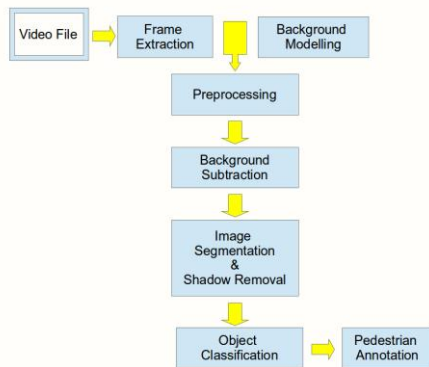 Video File
Frame
Extraction
Background
Modelling
Preprocessing
Background
Subtraction
Image
Segmentation
&
Shadow Removal
Object
Classification
Pedestrian
Annotation